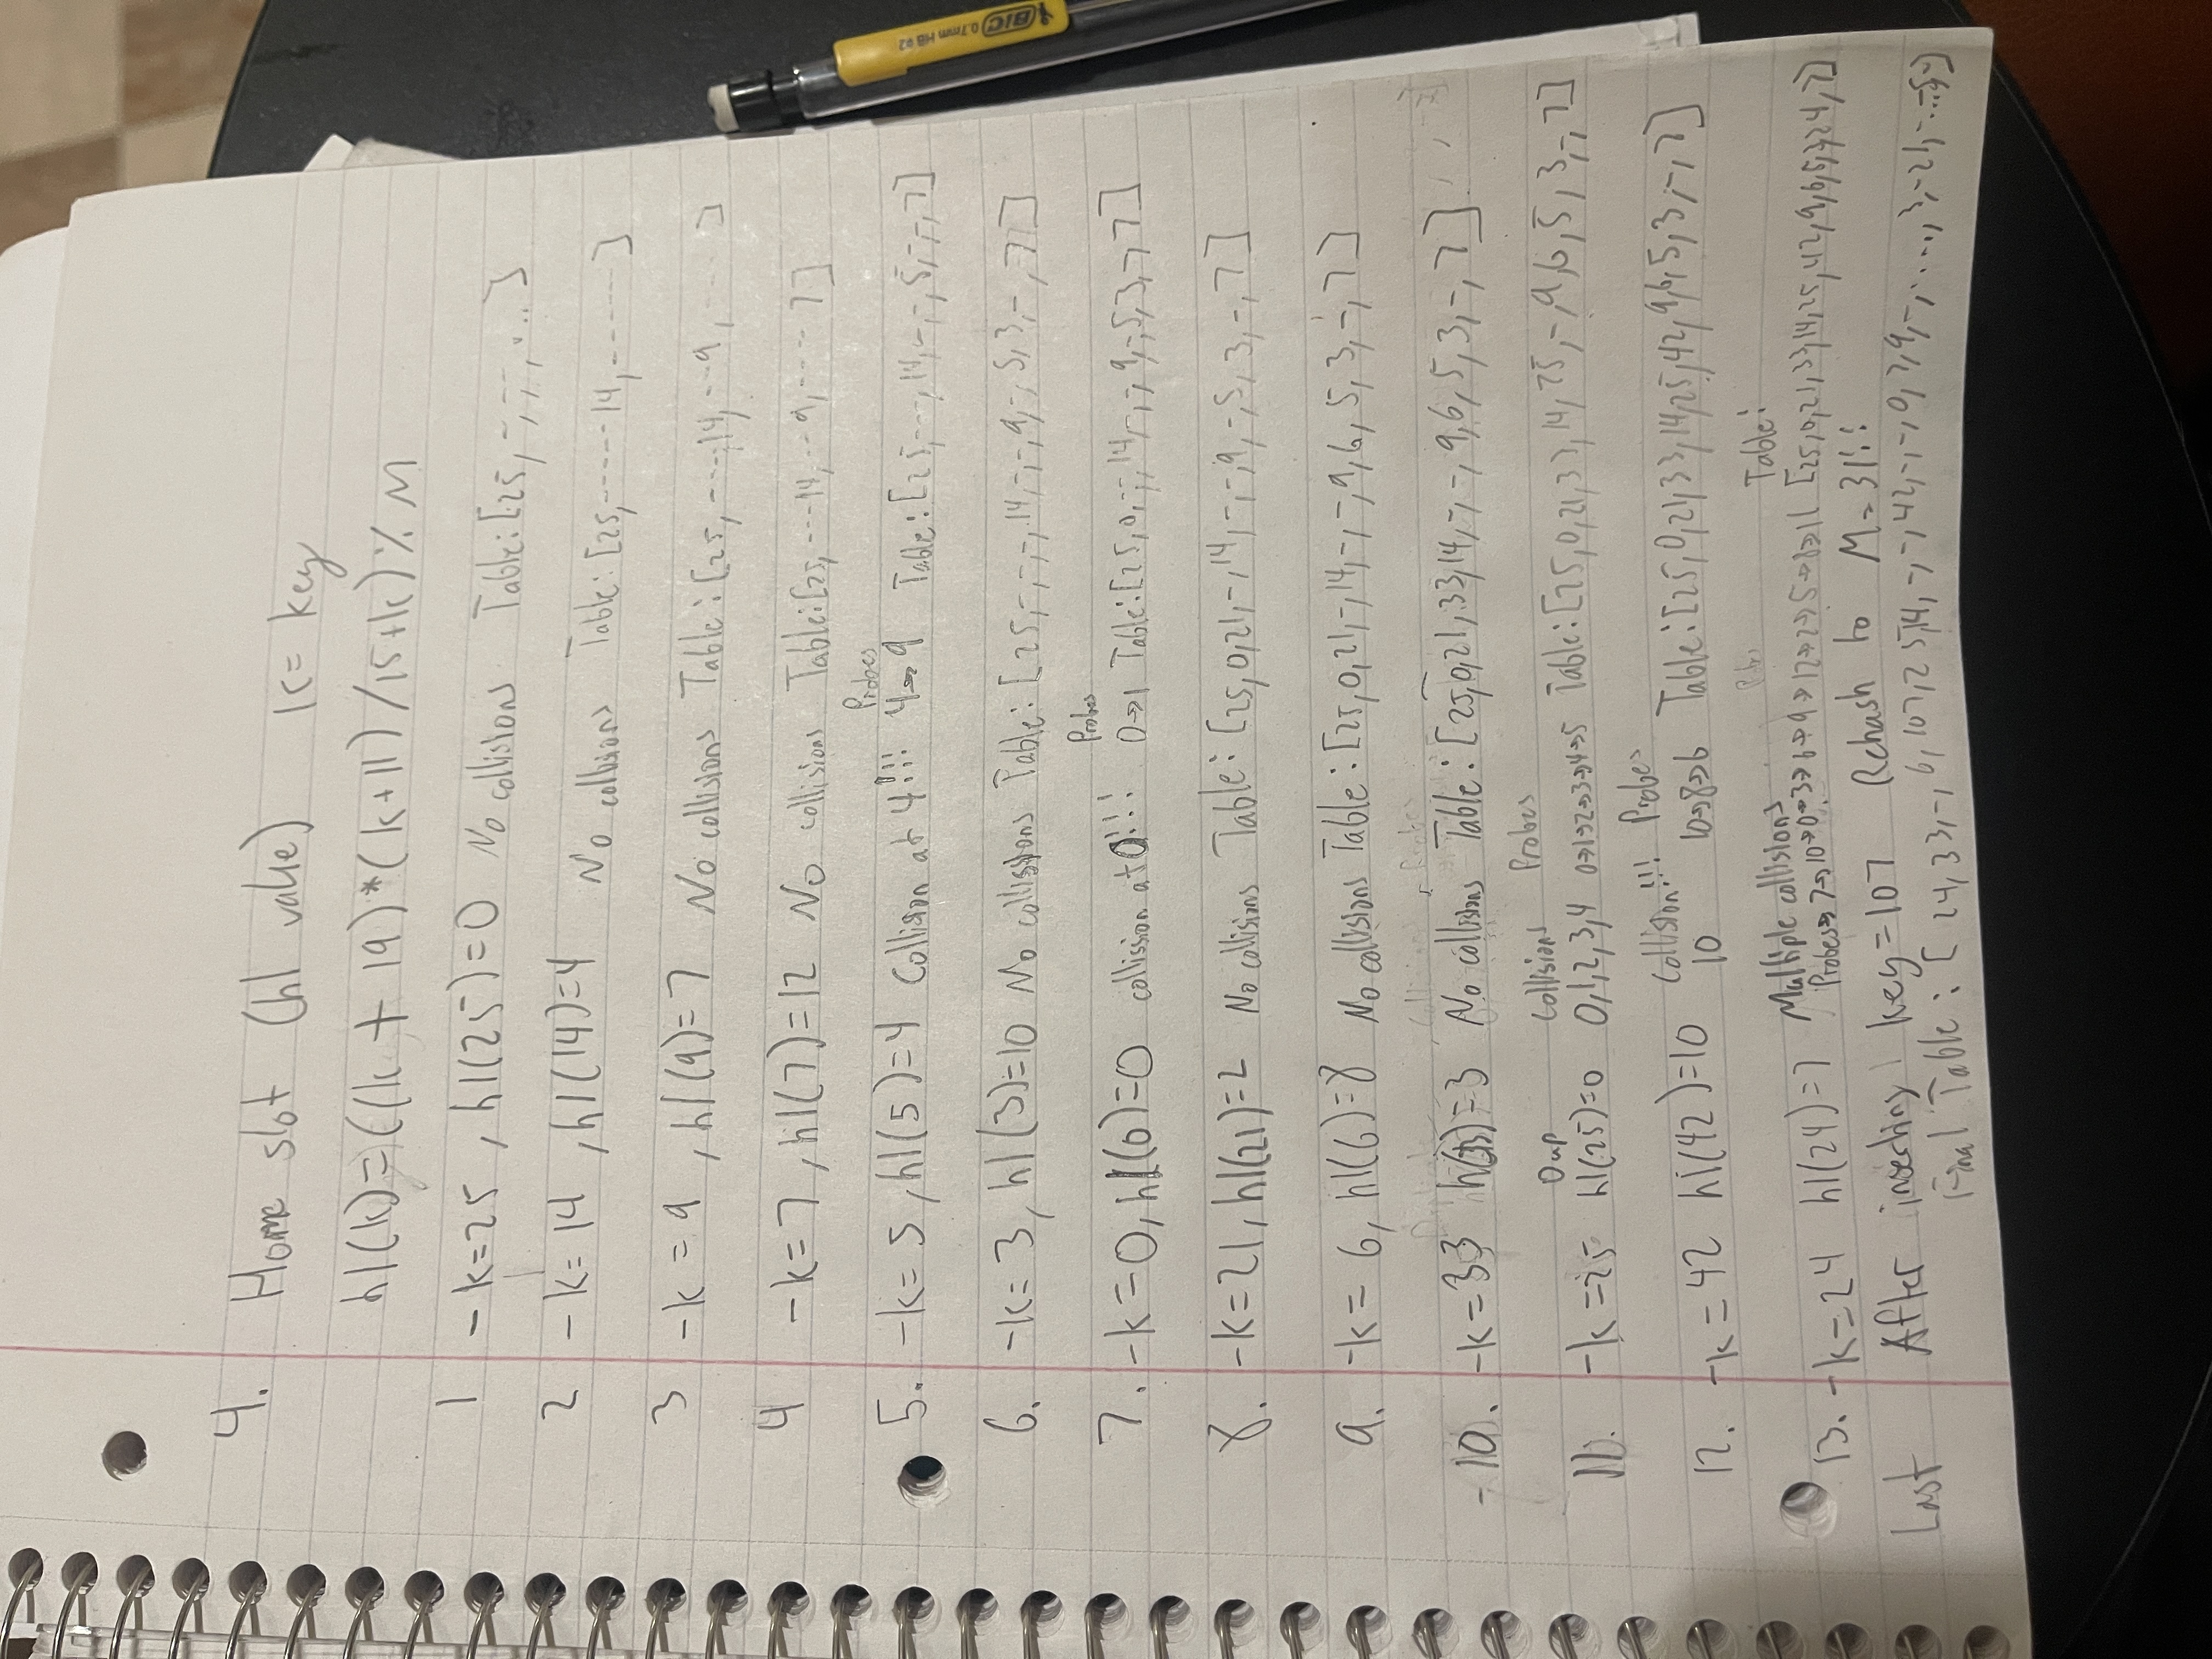 4. Home slot (h1 value) K= key
h1(k)=((k + 19)*(k+11)/15+k)% M
1 -k=25, h1(25)=0 No collisions Table:[25,-,-,-,...]
2 -k=14, h1(14)=4 No collisions Table:[25,-----14,------]
3 -k=9, h1(9)=7 No collisions Table:[25,---,14,--9,----]
4 -k=7, h1(7)=12 No collisions Table:[25,---14,--9,----7]
Probes
5. -k=5, h1(5)=4 Collision at 4!!! 4→9 Table:[25,---,14,-,-,5,-,-,7]
6. -k=3, h1(3)=10 No collisions Table:[25,-,-,-,14,-,-,9,-,5,3,-,7]
Probes
7. -k=0, h1(0)=0 collission at 0!!! 0→1 Table:[25,0,-,-,14,-,-,9,-,5,3,-,7]
8. -k=21, h1(21)=2 No collisions Table:[25,0,21,-,14,-,-,9,-,5,3,-,7]
9. -k=6, h1(6)=8 No collisions Table:[25,0,21,-,14,-,-,9,6,5,3,-,7]
-10. -k=33 h1(33)=3 No collisions Table:[25,0,21,33,14,-,-,9,6,5,3,-,7]
Dup Collisions Probes
11. -k=25 h1(25)=0 0,1,2,3,4 0→1→2→3→4→5 Table:[25,0,21,33,14,25,-,9,6,5,3,-,7]
Collision!!! Probes
12. -k=42 h1(42)=10 10 10→8→6 Table:[25,0,21,33,14,25,42,9,6,5,3,-,7]
Multiple collisions Table:
13. -k=24 h1(24)=7 Probes→7→10→0→3→6→9→12→2→5→8→11 [25,0,21,33,14,25,42,9,6,5,3,24,7]
Last After inserting key=107 Rehash to M=31!!
Final Table: [24,33,-,6,107,25,14,-,-,42,-,-,0,7,9,-,....,3,-21,-...5-]
BIC 0.7mm HB #2